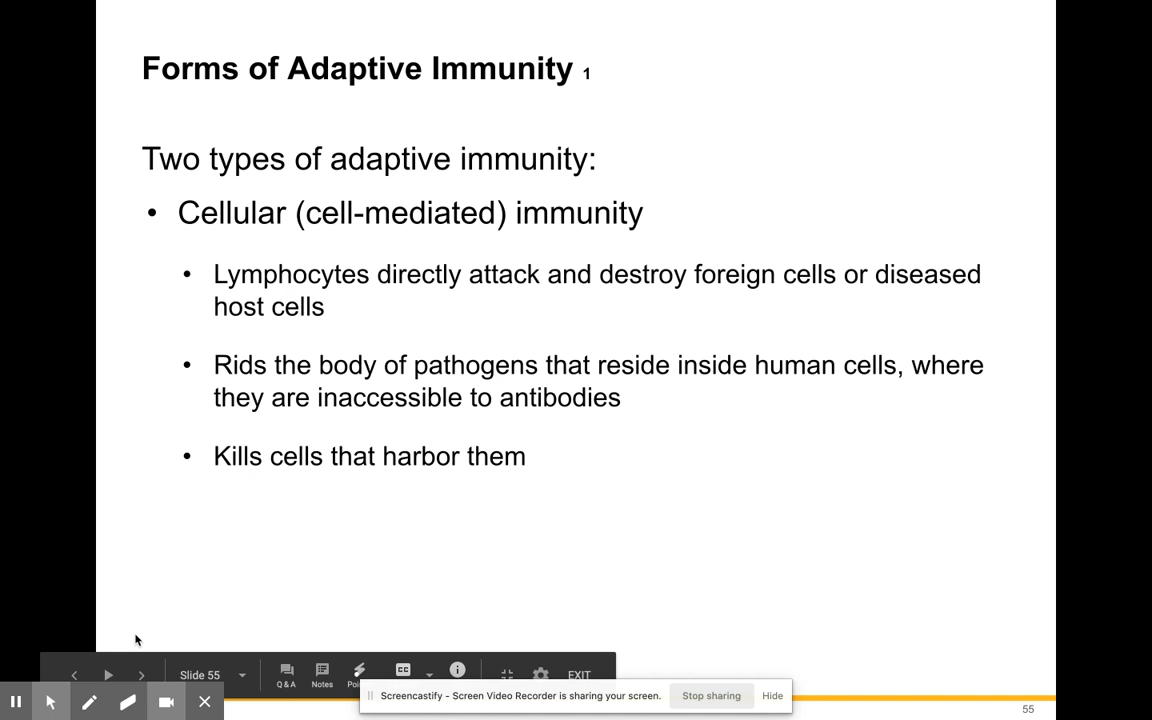 Forms of Adaptive Immunity 1
Two types of adaptive immunity:
• Cellular (cell-mediated) immunity
• Lymphocytes directly attack and destroy foreign cells or diseased
host cells
• Rids the body of pathogens that reside inside human cells, where
they are inaccessible to antibodies
• Kills cells that harbor them
Slide 55
Q & A
Notes
CC
EXIT
Screencastify - Screen Video Recorder is sharing your screen.
Stop sharing
Hide
55